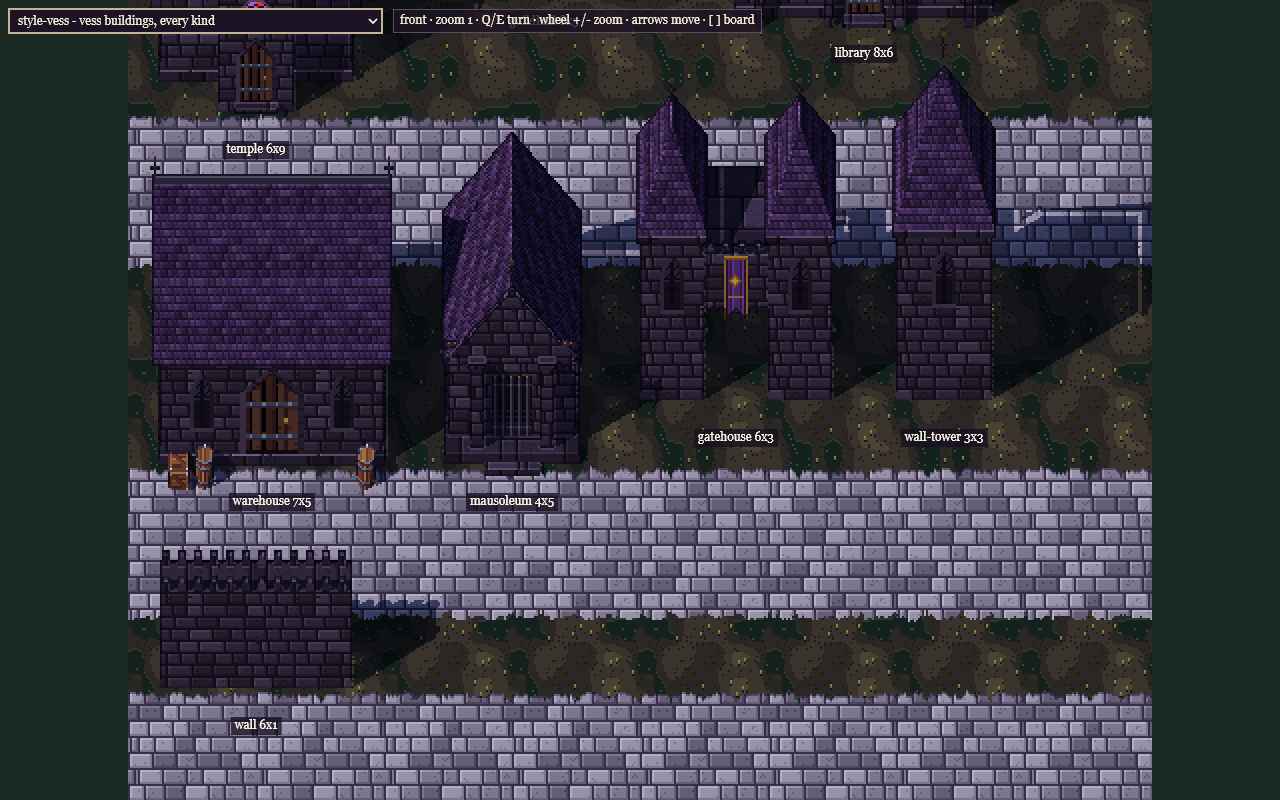 style-vess - vess buildings, every kind
front · zoom 1 · Q/E turn · wheel +/- zoom · arrows move · [ ] board
library 8x6
temple 6x9
gatehouse 6x3
wall-tower 3x3
warehouse 7x5
mausoleum 4x5
wall 6x1